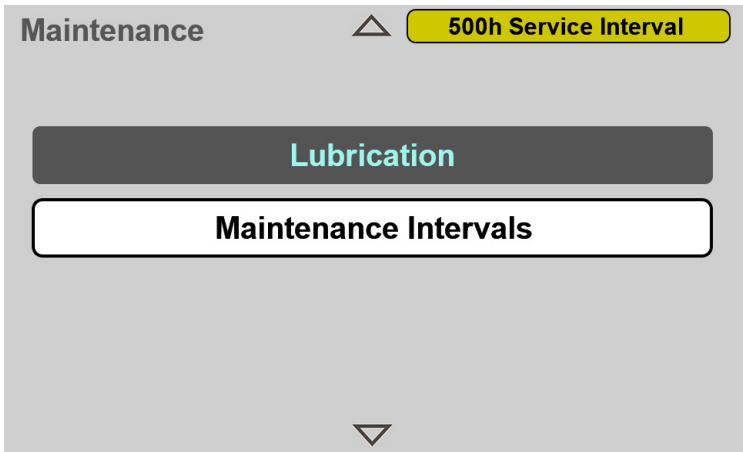 Maintenance
500h Service Interval
Lubrication
Maintenance Intervals